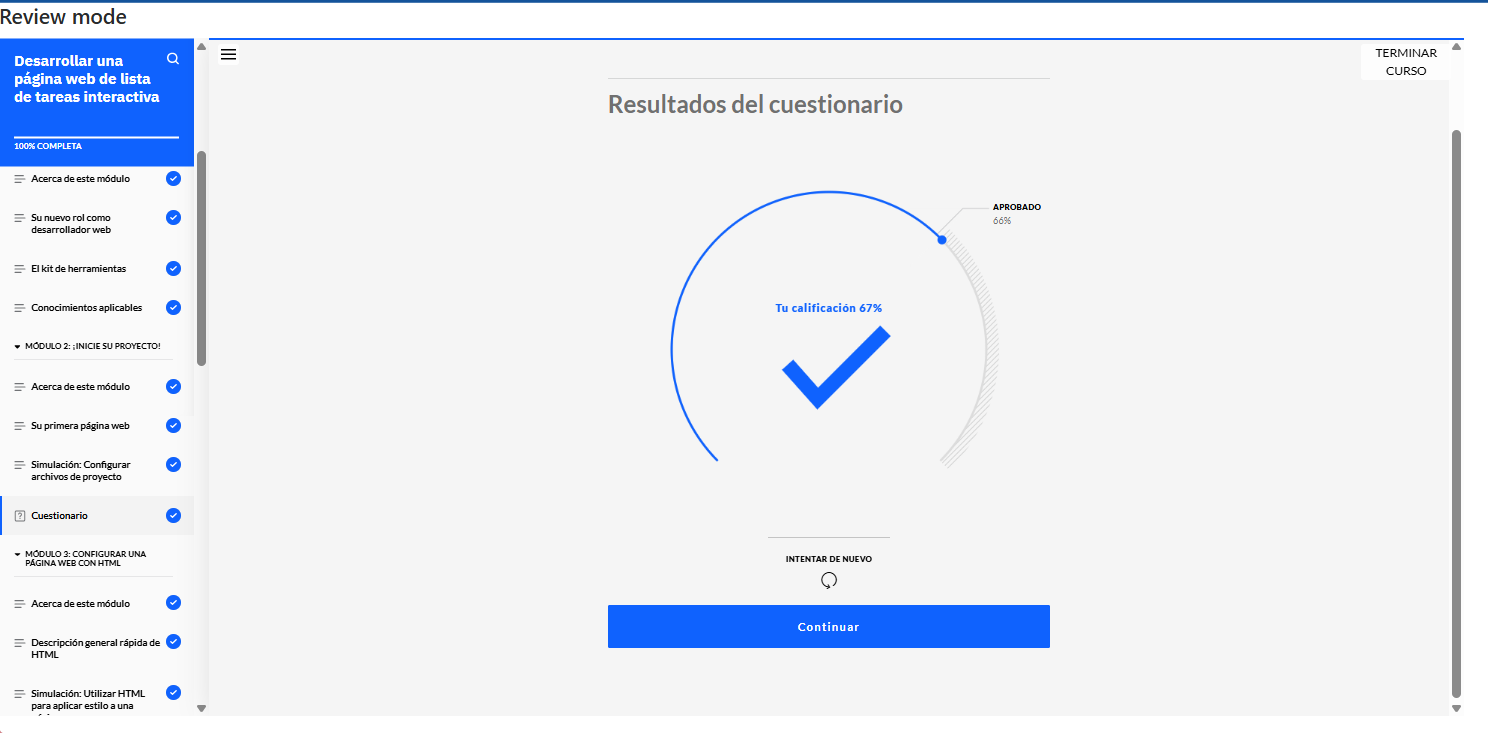 Review mode
Desarrollar una
página web de lista
de tareas interactiva
100% COMPLETA
Acerca de este módulo
Su nuevo rol como
desarrollador web
El kit de herramientas
Conocimientos aplicables
MÓDULO 2: ¡INICIE SU PROYECTO!
Acerca de este módulo
Su primera página web
Simulación: Configurar
archivos de proyecto
Cuestionario
MÓDULO 3: CONFIGURAR UNA
PÁGINA WEB CON HTML
Acerca de este módulo
Descripción general rápida de
HTML
Simulación: Utilizar HTML
para aplicar estilo a una
TERMINAR
CURSO
Resultados del cuestionario
APROBADO
66%
Tu calificación 67%
INTENTAR DE NUEVO
Continuar